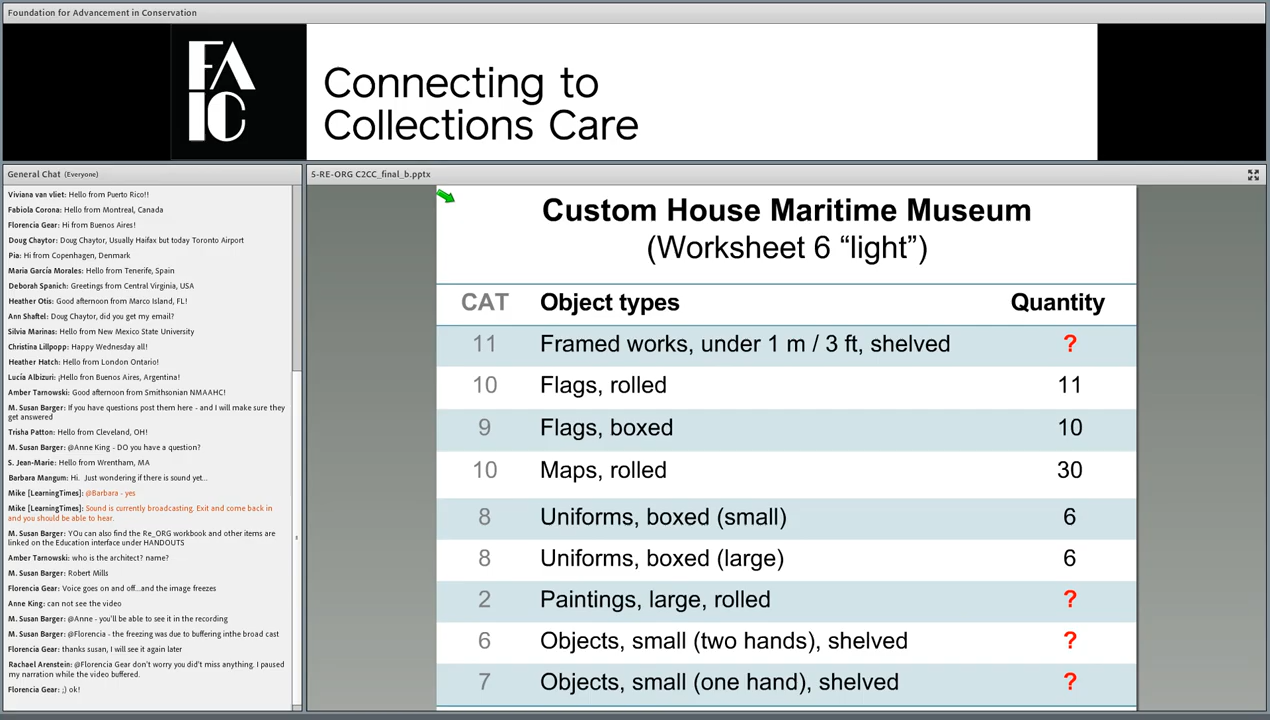 Foundation for Advancement in Conservation
FA
IC
Connecting to
Collections Care
General Chat (Everyone)
Viviana van vliet: Hello from Puerto Rico!!
Fabiola Corona: Hello from Montreal, Canada
Florencia Gear: Hi from Buenos Aires!
Doug Chaytor: Doug Chaytor, Usually Haifax but today Toronto Airport
Pia: Hi from Copenhagen, Denmark
Maria García Morales: Hello from Tenerife, Spain
Deborah Spanich: Greetings from Central Virginia, USA
Heather Otis: Good afternoon from Marco Island, FL!
Ann Shaftel: Doug Chaytor, did you get my email?
Silvia Marinas: Hello from New Mexico State University
Christina Lillpopp: Happy Wednesday all!
Heather Hatch: Hello from London Ontario!
Lucía Albizuri: ¡Hello fron Buenos Aires, Argentina!
Amber Tarnowski: Good afternoon from Smithsonian NMAAHC!
M. Susan Barger: If you have questions post them here - and I will make sure they
get answered
Trisha Patton: Hello from Cleveland, OH!
M. Susan Barger: @Anne King - DO you have a question?
S. Jean-Marie: Hello from Wrentham, MA
Barbara Mangum: Hi. Just wondering if there is sound yet...
Mike [LearningTimes]: @Barbara - yes
Mike [LearningTimes]: Sound is currently broadcasting. Exit and come back in
and you should be able to hear.
M. Susan Barger: YOu can also find the Re_ORG workbook and other items are
linked on the Education interface under HANDOUTS
Amber Tarnowski: who is the architect? name?
M. Susan Barger: Robert Mills
Florencia Gear: Voice goes on and off...and the image freezes
Anne King: can not see the video
M. Susan Barger: @Anne - you'll be able to see it in the recording
M. Susan Barger: @Florencia - the freezing was due to buffering inthe broad cast
Florencia Gear: thanks susan, I will see it again later
Rachael Arenstein: @Florencia Gear don't worry you did't miss anything. I paused
my narration while the video buffered.
Florencia Gear: ;) ok!
5-RE-ORG C2CC_final_b.pptx
Custom House Maritime Museum
(Worksheet 6 “light”)
CAT Object types Quantity
11 Framed works, under 1 m / 3 ft, shelved ?
10 Flags, rolled 11
9 Flags, boxed 10
10 Maps, rolled 30
8 Uniforms, boxed (small) 6
8 Uniforms, boxed (large) 6
2 Paintings, large, rolled ?
6 Objects, small (two hands), shelved ?
7 Objects, small (one hand), shelved ?